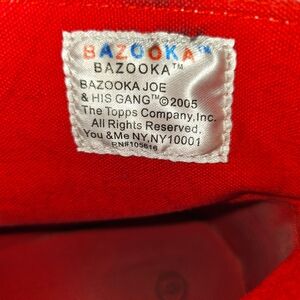 BAZOOKA™
BAZOOKA™
BAZOOKA JOE
& HIS GANG™©2005
The Topps Company,Inc.
All Rights Reserved.
You &Me NY,NY10001
RN#105616